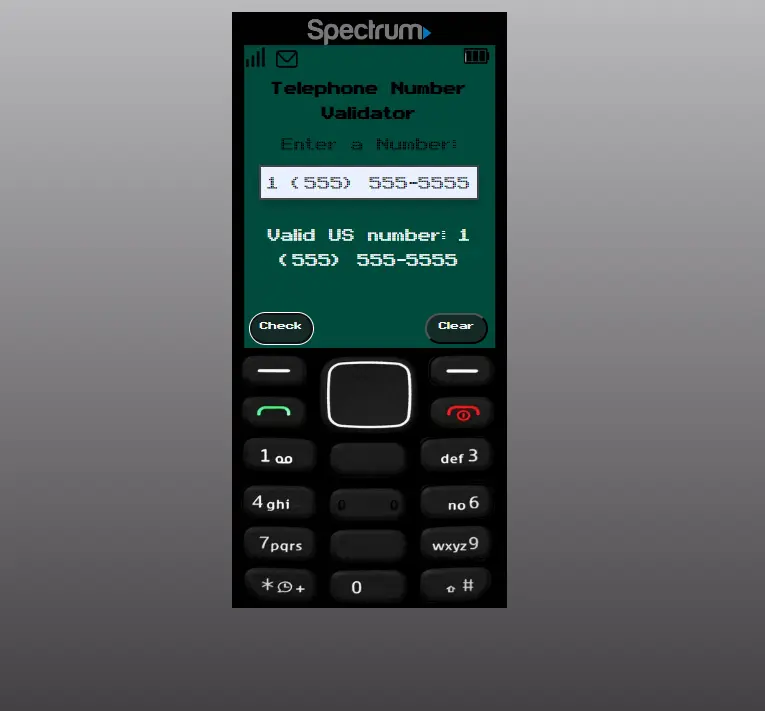 Spectrum
Telephone Number
Validator
Enter a Number:
1 (555) 555-5555
Valid US number: 1
(555) 555-5555
Check Clear
1 def 3
4 ghi 0 0 no 6
7 pqrs wxyz 9
* + 0 #